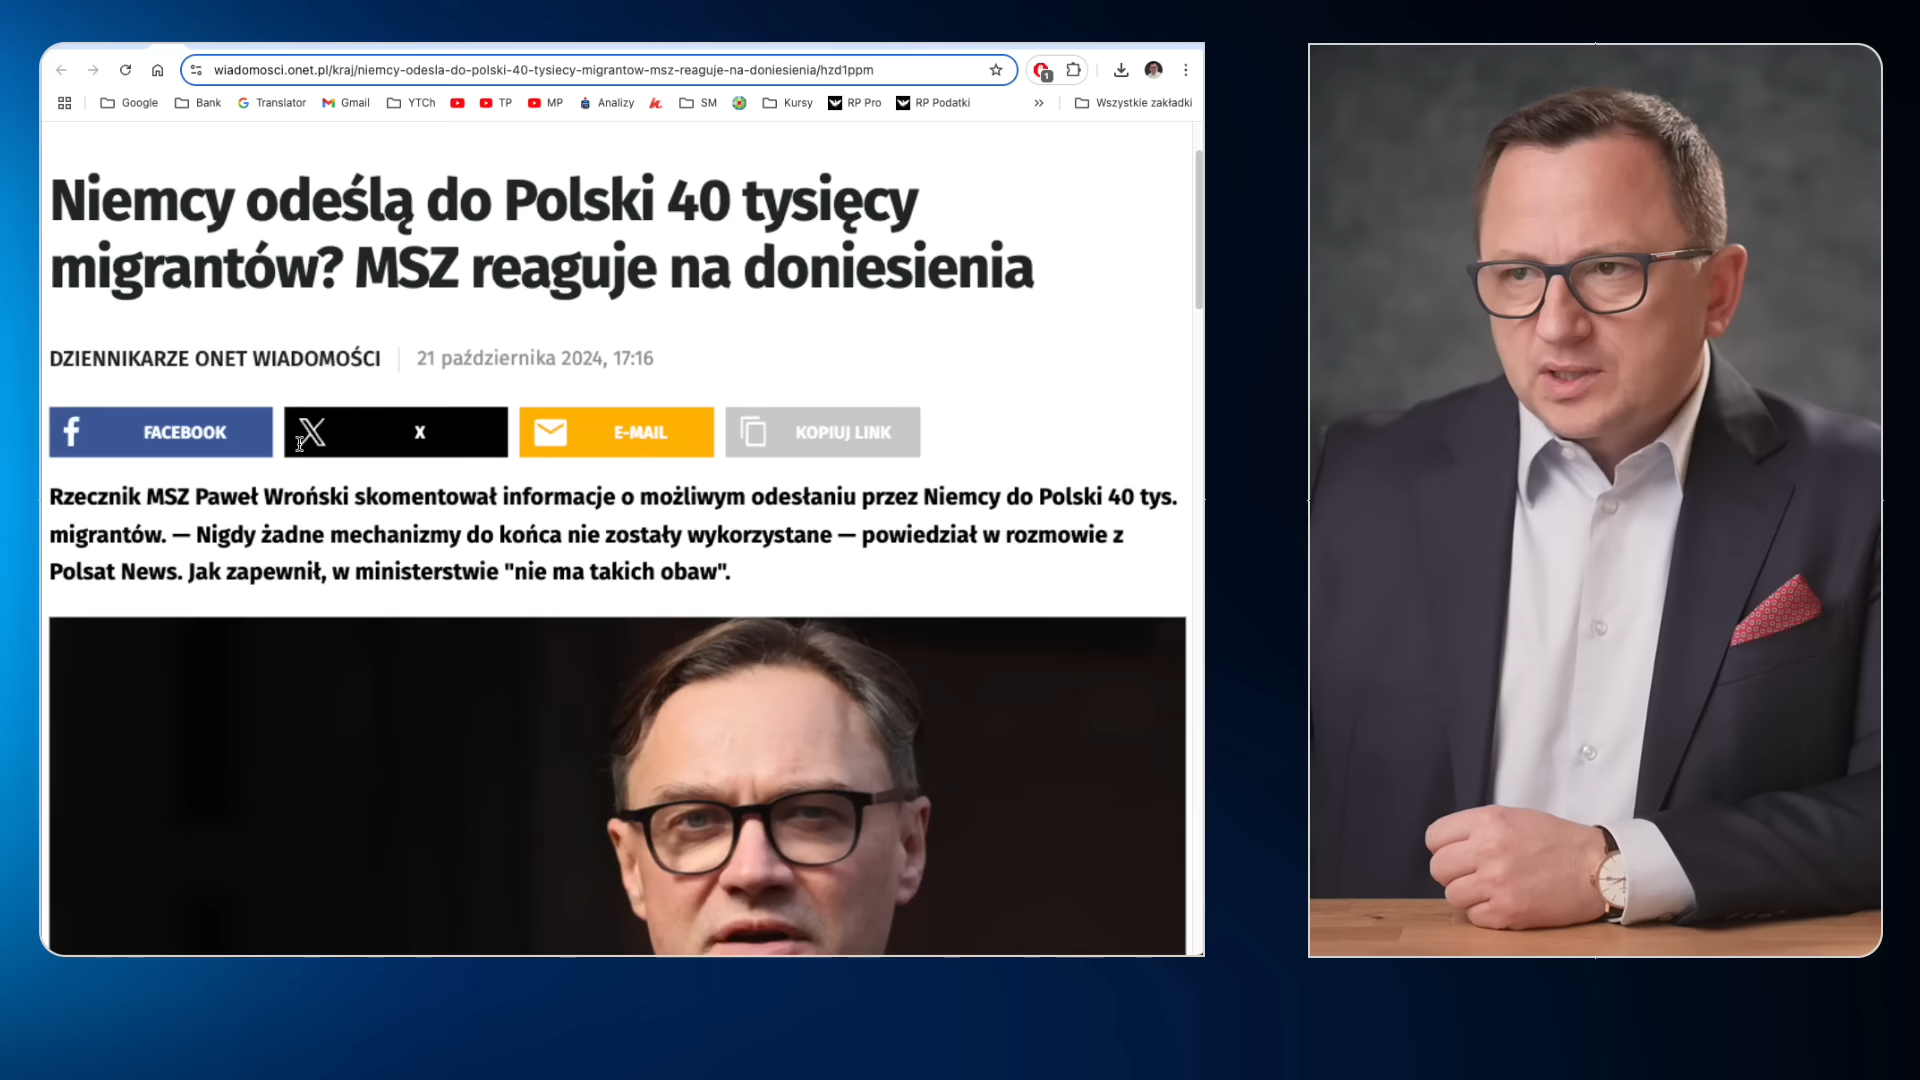 wiadomosci.onet.pl/kraj/niemcy-odesla-do-polski-40-tysiecy-migrantow-msz-reaguje-na-doniesienia/hzd1ppm
1
Google Bank Translator Gmail YTCh TP MP Analizy SM Kursy RP Pro RP Podatki » Wszystkie zakładki
Niemcy odeślą do Polski 40 tysięcy
migrantów? MSZ reaguje na doniesienia
DZIENNIKARZE ONET WIADOMOŚCI 21 października 2024, 17:16
FACEBOOK X E-MAIL KOPIUJ LINK
Rzecznik MSZ Paweł Wroński skomentował informacje o możliwym odesłaniu przez Niemcy do Polski 40 tys.
migrantów. — Nigdy żadne mechanizmy do końca nie zostały wykorzystane — powiedział w rozmowie z
Polsat News. Jak zapewnił, w ministerstwie "nie ma takich obaw".